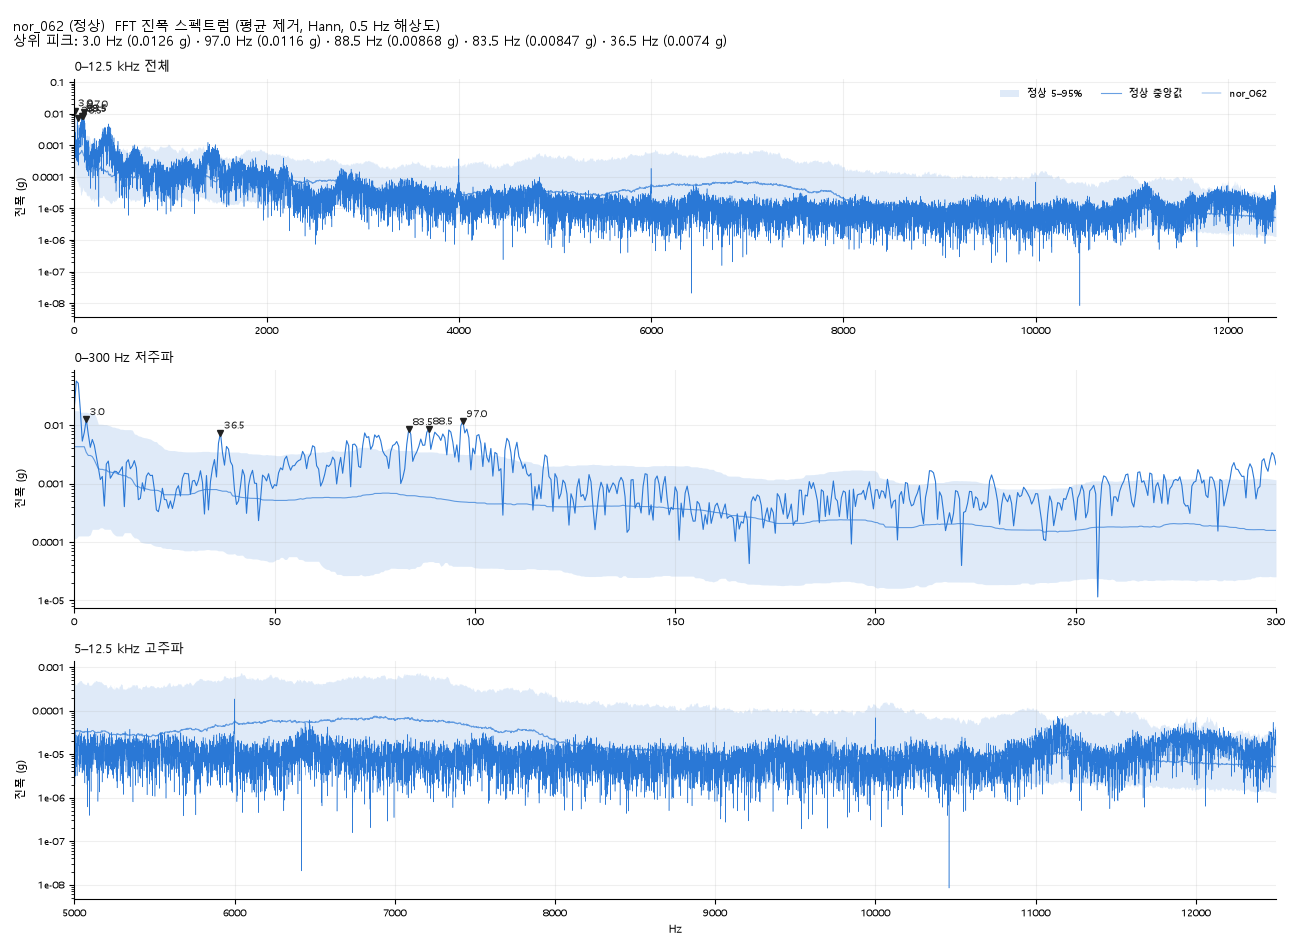 nor_062 (정상)  FFT 진폭 스펙트럼 (평균 제거, Hann, 0.5 Hz 해상도)
상위 피크: 3.0 Hz (0.0126 g) · 97.0 Hz (0.0116 g) · 88.5 Hz (0.00868 g) · 83.5 Hz (0.00847 g) · 36.5 Hz (0.0074 g)
0–12.5 kHz 전체
정상 5–95% 정상 중앙값 nor_062
진폭 (g)
0.1
0.01
0.001
0.0001
1e-05
1e-06
1e-07
1e-08
0 2000 4000 6000 8000 10000 12000
0–300 Hz 저주파
3.0 36.5 83.5 88.5 97.0
진폭 (g)
0.01
0.001
0.0001
1e-05
0 50 100 150 200 250 300
5–12.5 kHz 고주파
진폭 (g)
0.001
0.0001
1e-05
1e-06
1e-07
1e-08
5000 6000 7000 8000 9000 10000 11000 12000
Hz